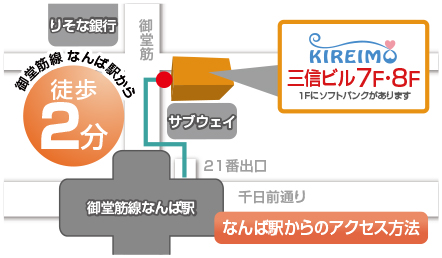 りそな銀行
御堂筋
御堂筋線 なんば駅から
徒歩
2分
KIREIMO
三信ビル7F・8F
1Fにソフトバンクがあります
サブウェイ
21番出口
御堂筋線なんば駅
千日前通り
なんば駅からのアクセス方法